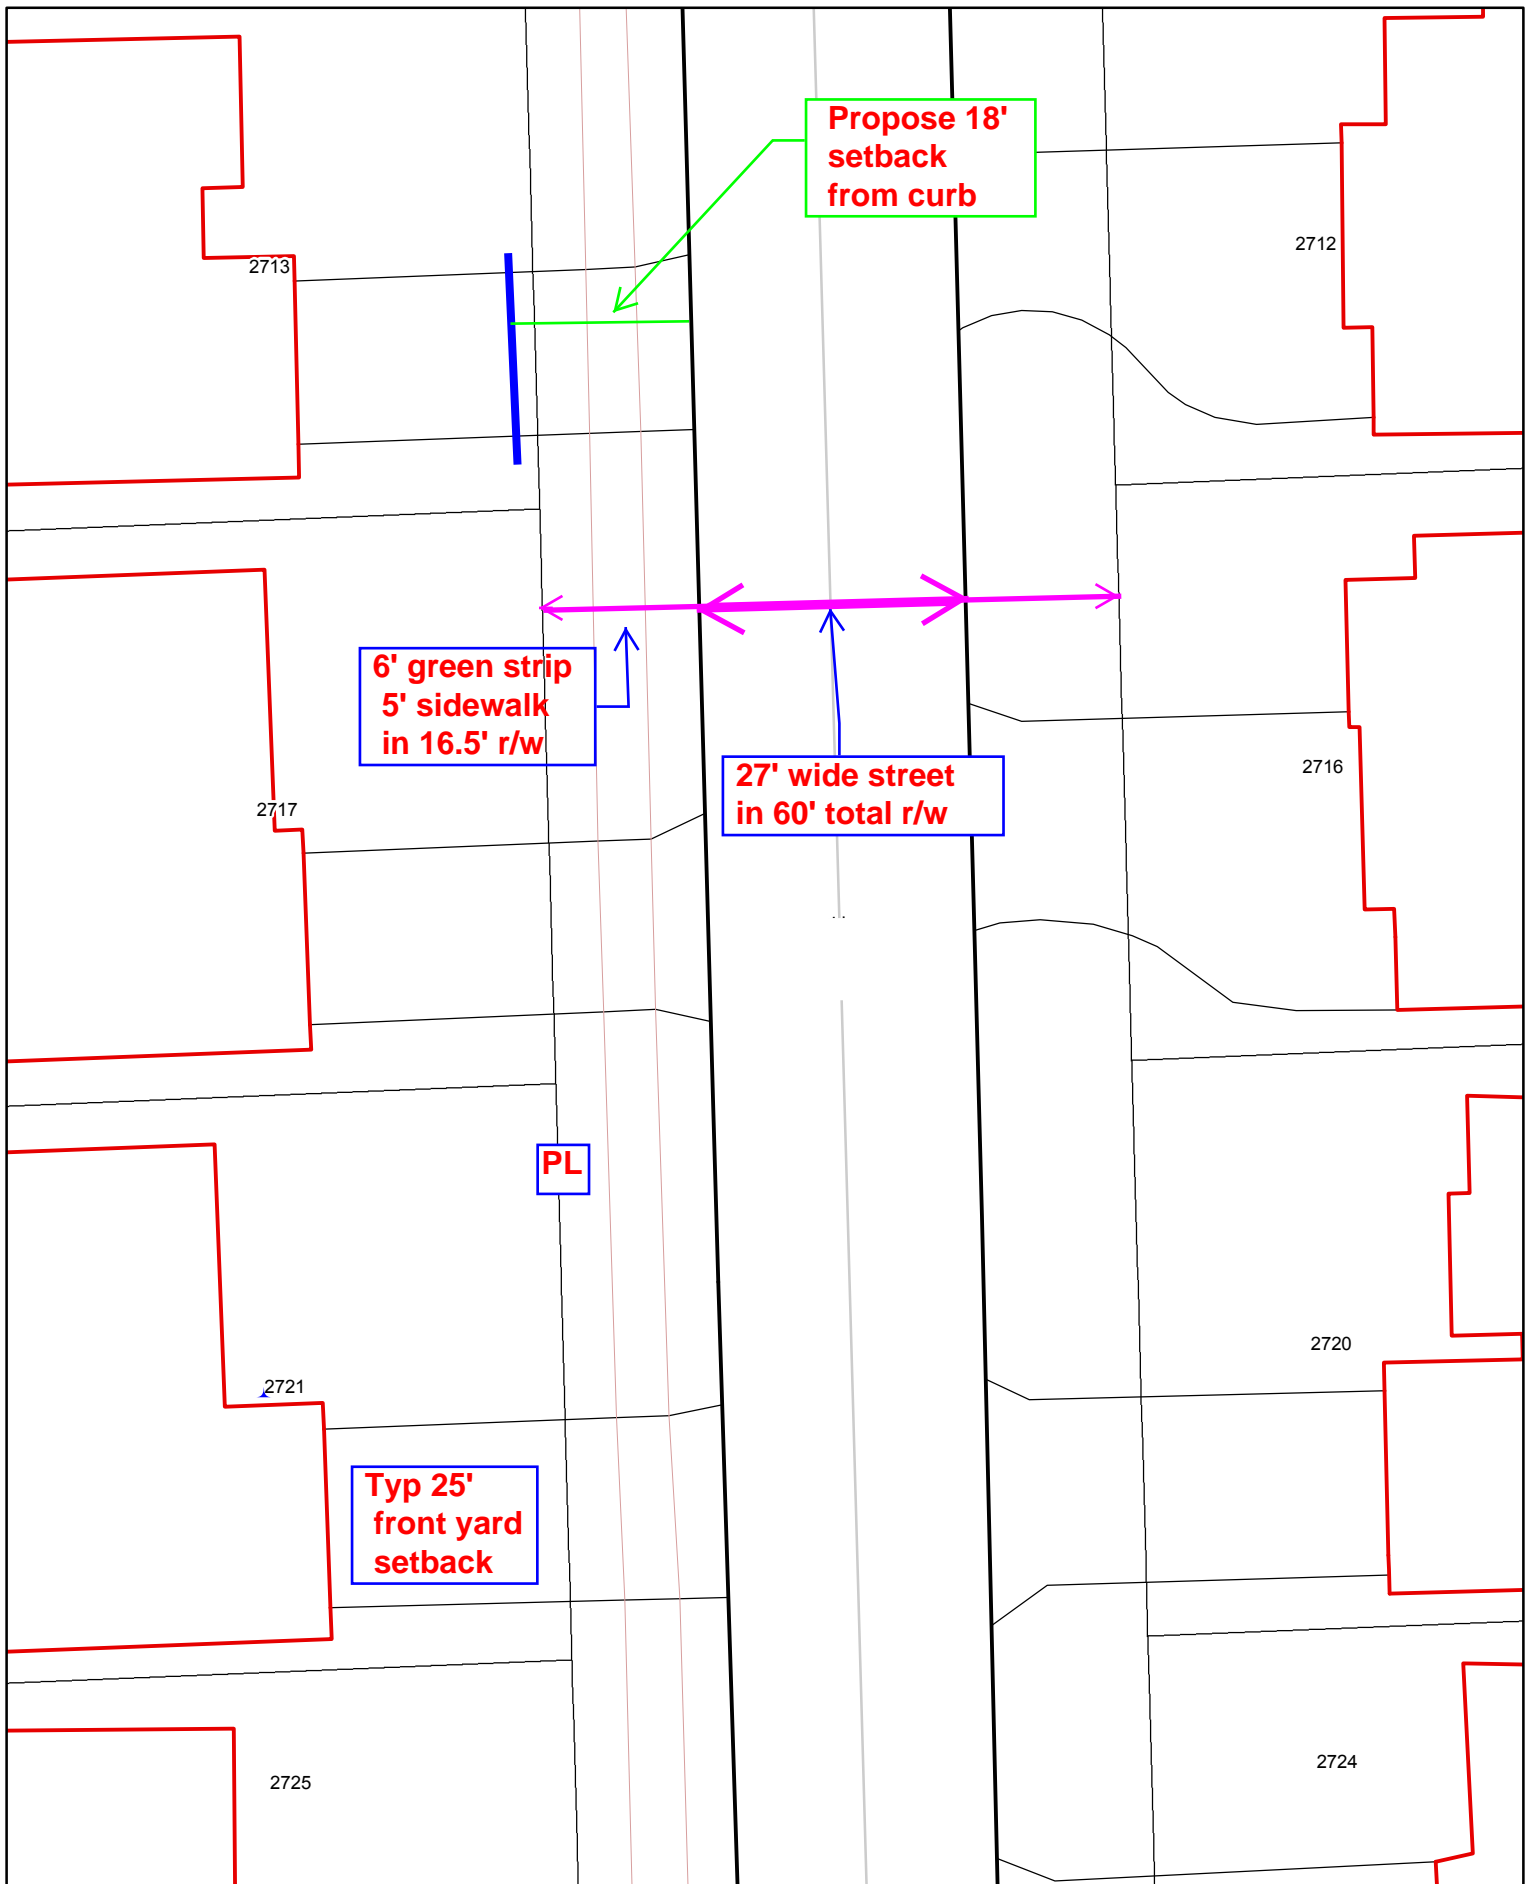 Propose 18'
setback
from curb
2712
2713
6' green strip
5' sidewalk
in 16.5' r/w
27' wide street
in 60' total r/w
2716
2717
PL
2720
2721
Typ 25'
front yard
setback
2724
2725